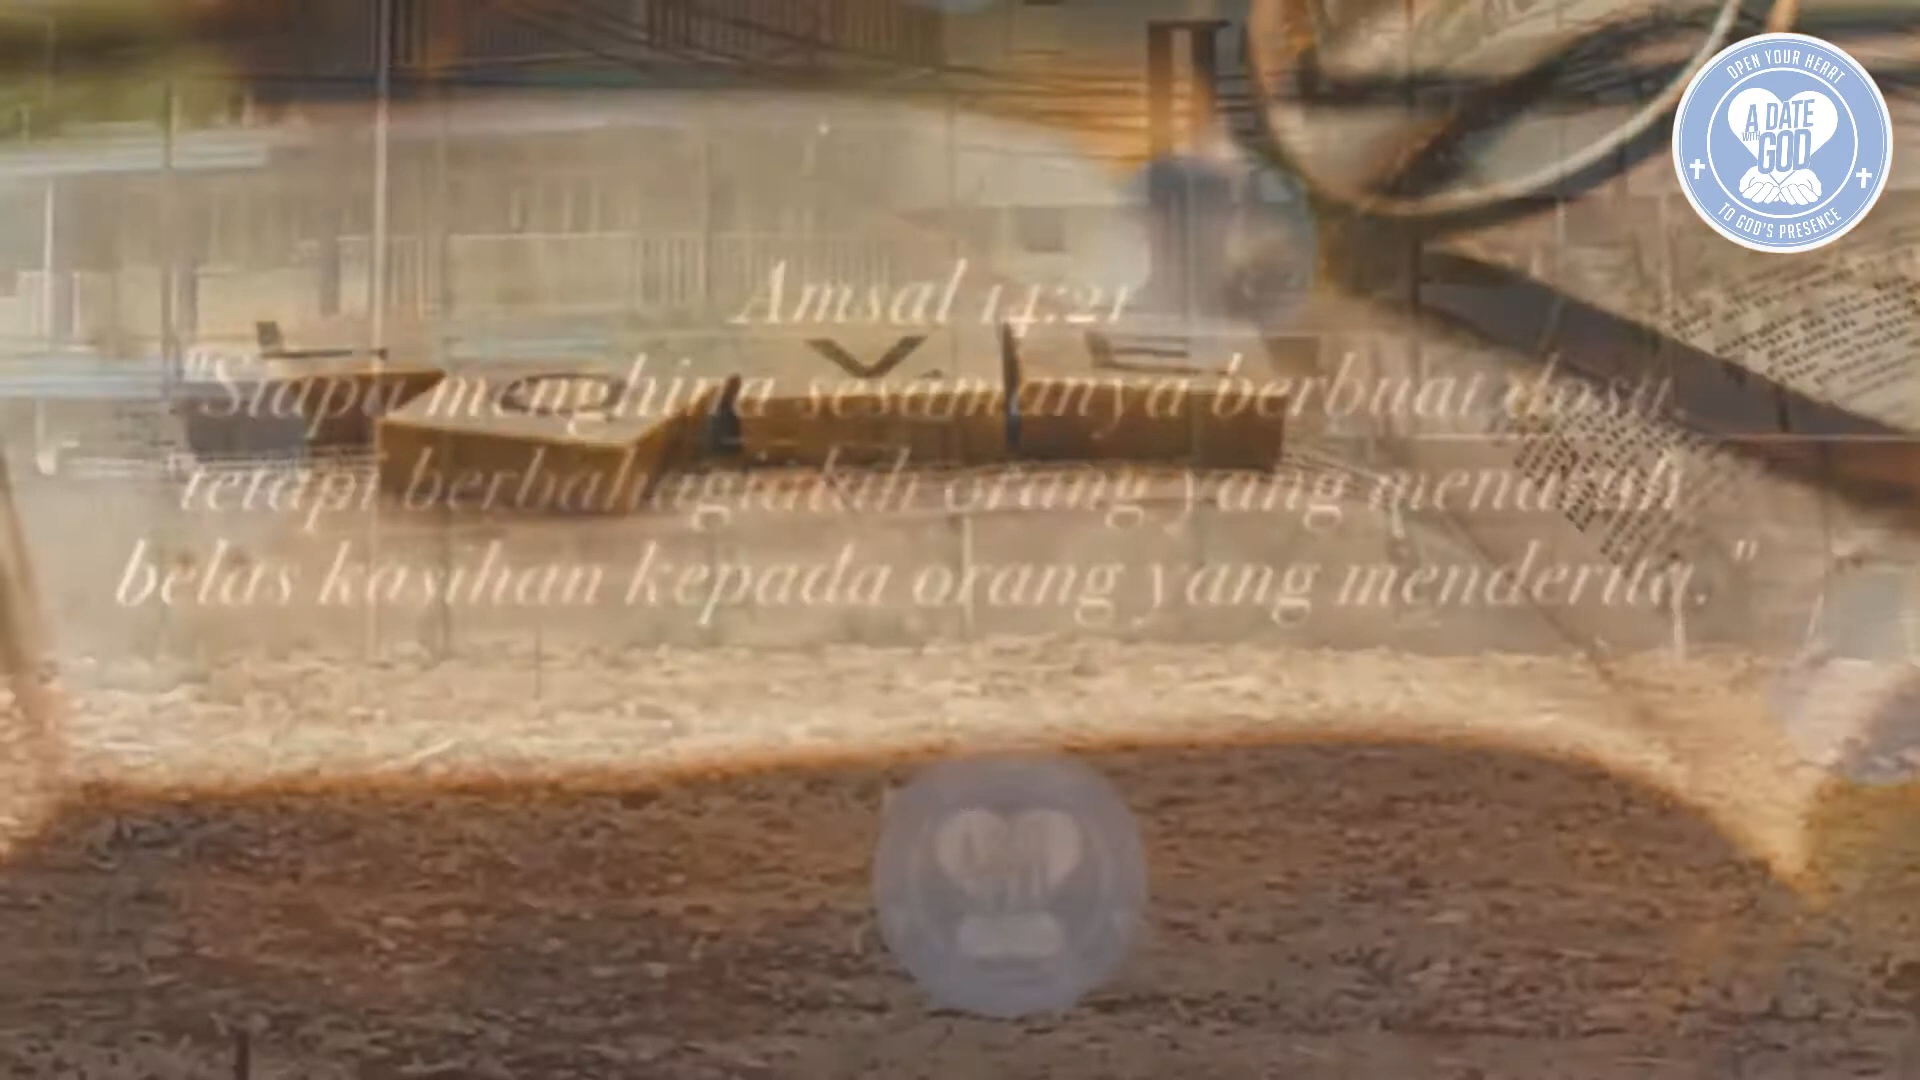 OPEN YOUR HEART
A DATE
WITH
GOD
TO GOD'S PRESENCE
Amsal 14:21
"Siapa menghina sesamanya berbuat dosa,
tetapi berbahagialah orang yang menaruh
belas kasihan kepada orang yang menderita."